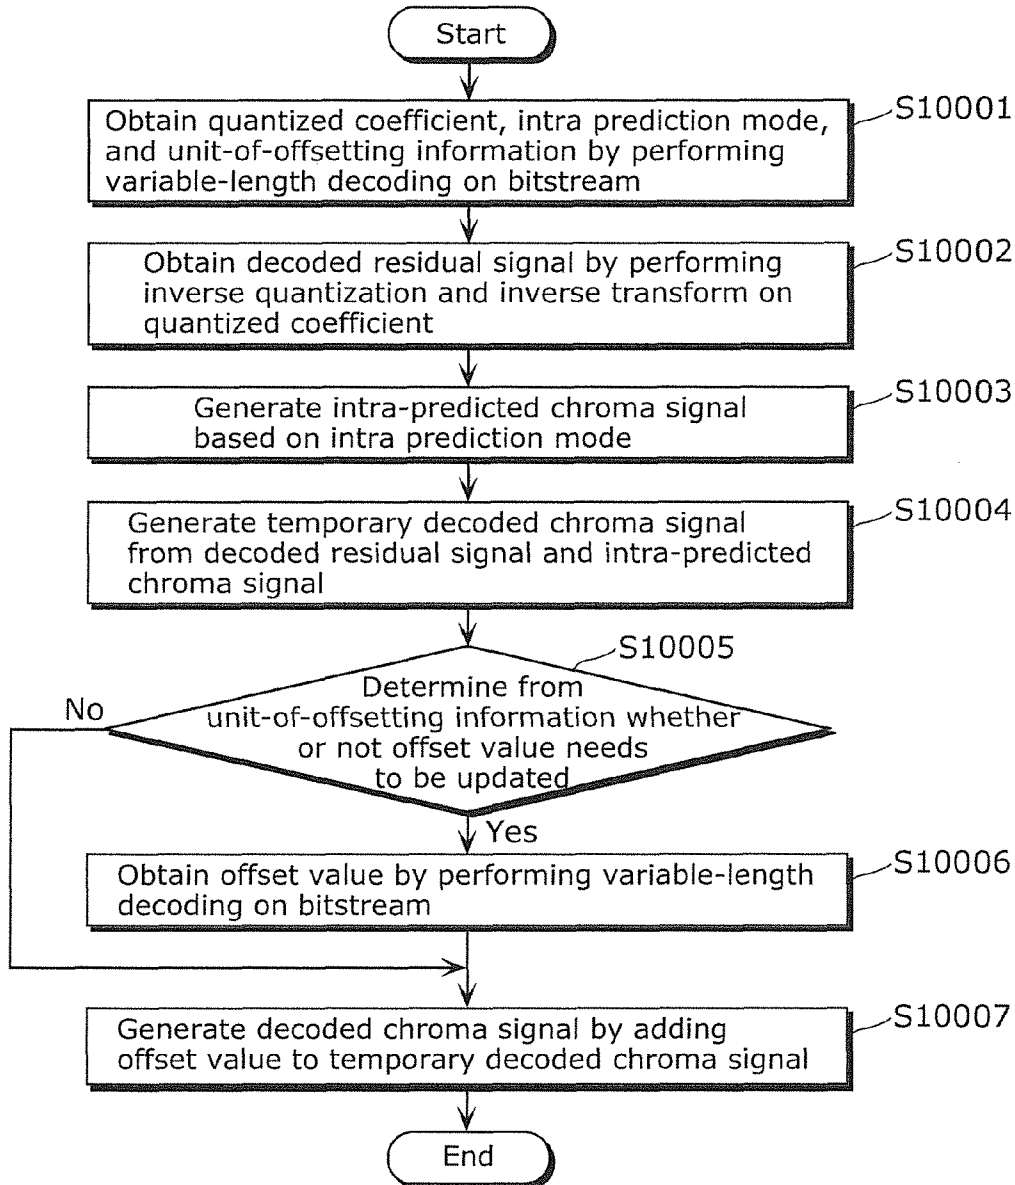 Start
S10001
Obtain quantized coefficient, intra prediction mode,
and unit-of-offsetting information by performing
variable-length decoding on bitstream
S10002
Obtain decoded residual signal by performing
inverse quantization and inverse transform on
quantized coefficient
S10003
Generate intra-predicted chroma signal
based on intra prediction mode
S10004
Generate temporary decoded chroma signal
from decoded residual signal and intra-predicted
chroma signal
S10005
Determine from
unit-of-offsetting information whether
or not offset value needs
to be updated
No
Yes
S10006
Obtain offset value by performing variable-length
decoding on bitstream
S10007
Generate decoded chroma signal by adding
offset value to temporary decoded chroma signal
End